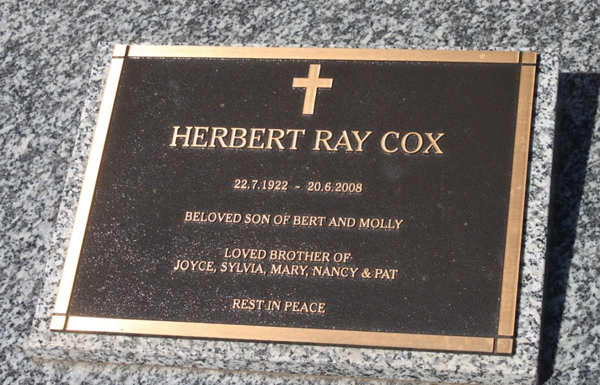 HERBERT RAY COX
22.7.1922 - 20.6.2008
BELOVED SON OF BERT AND MOLLY
LOVED BROTHER OF
JOYCE, SYLVIA, MARY, NANCY & PAT
REST IN PEACE